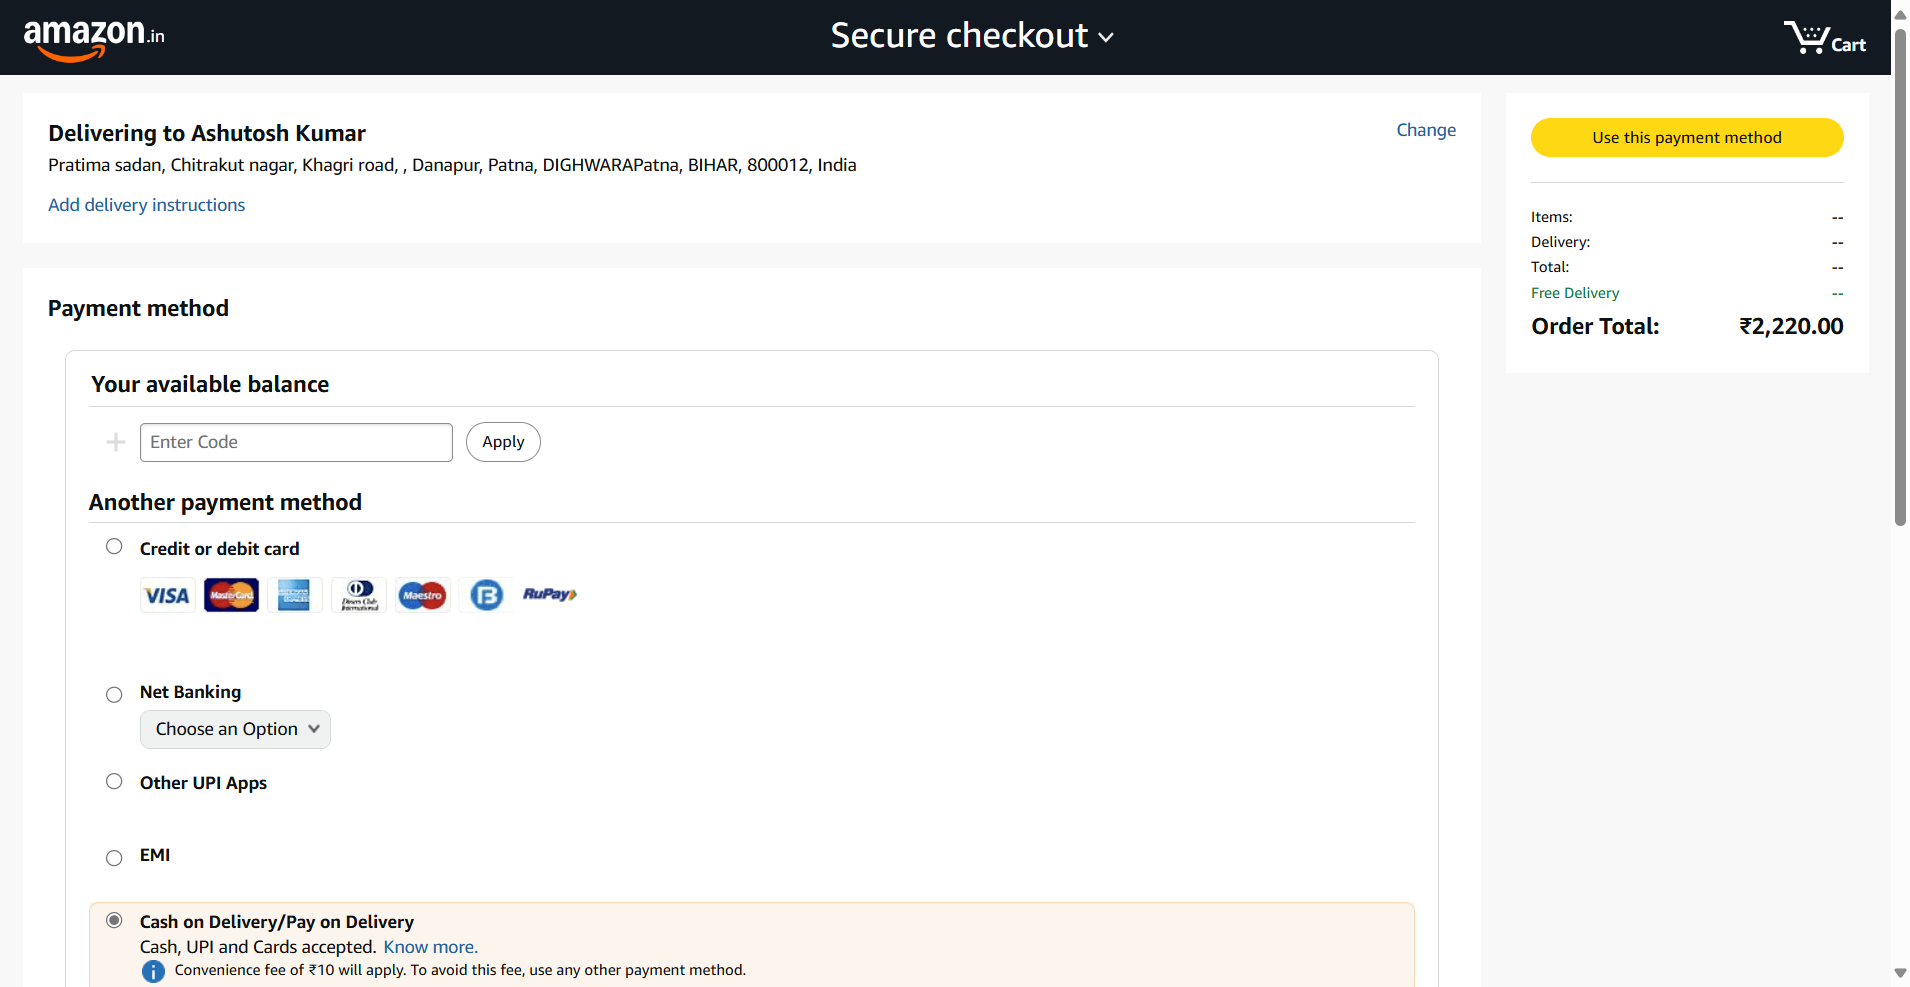 amazon.in
Secure checkout
Cart
Delivering to Ashutosh Kumar
Change
Pratima sadan, Chitrakut nagar, Khagri road, , Danapur, Patna, DIGHWARAPatna, BIHAR, 800012, India
Add delivery instructions
Payment method
Your available balance
Enter Code
Apply
Another payment method
Credit or debit card
VISA
MasterCard
AMERICAN EXPRESS
Diners Club International
Maestro
B
RuPay
Net Banking
Choose an Option
Other UPI Apps
EMI
Cash on Delivery/Pay on Delivery
Cash, UPI and Cards accepted. Know more.
i Convenience fee of ₹10 will apply. To avoid this fee, use any other payment method.
Use this payment method
Items: --
Delivery: --
Total: --
Free Delivery --
Order Total: ₹2,220.00